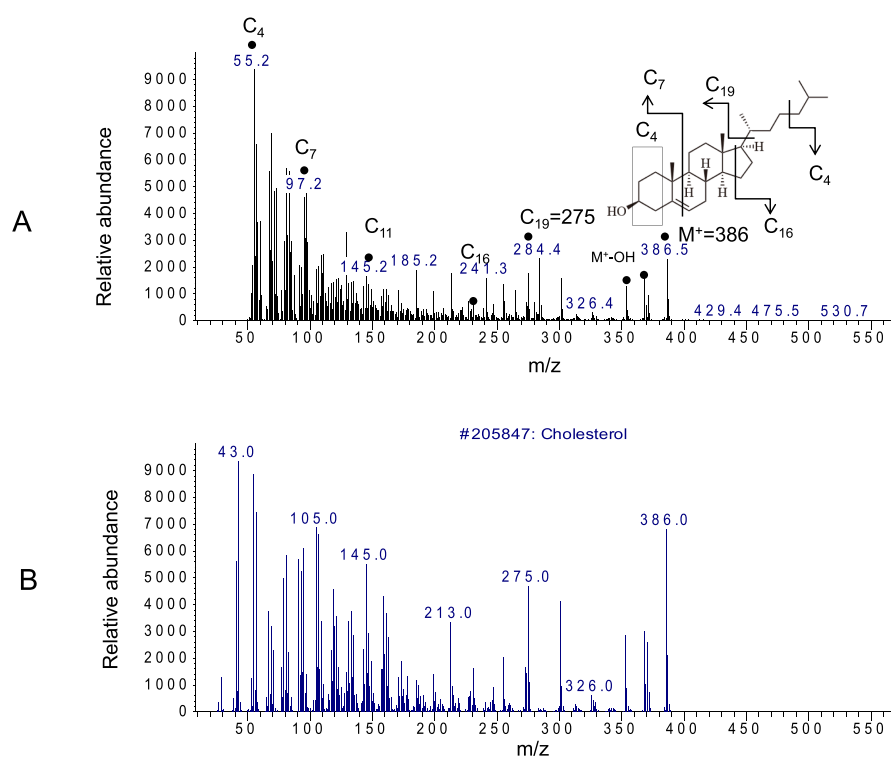 A
Relative abundance
9000
8000
7000
6000
5000
4000
3000
2000
1000
0
C4
55.2
C7
97.2
C11
145.2
185.2
C16
241.3
C19=275
284.4
326.4
M+-OH
386.5
M+=386
429.4 475.5 530.7
C7
C19
C4
C4
C16
HO
H
H
H
H
50 100 150 200 250 300 350 400 450 500 550
m/z
B
Relative abundance
#205847: Cholesterol
9000
8000
7000
6000
5000
4000
3000
2000
1000
0
43.0
105.0
145.0
213.0
275.0
326.0
386.0
50 100 150 200 250 300 350 400 450 500 550
m/z